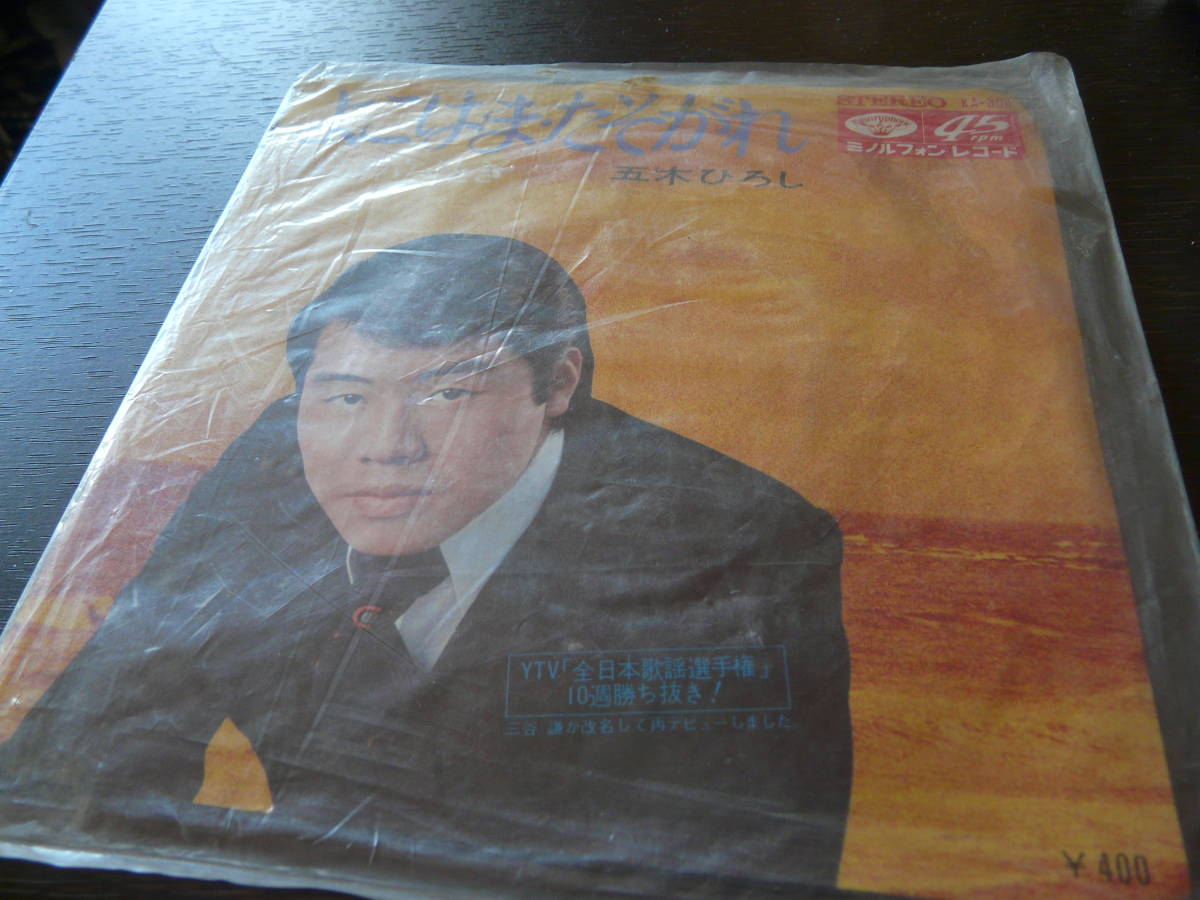 よこはま・たそがれ
五木ひろし
STEREO KA-
45 rpm
ミノルフォン レコード
YTV.「全日本歌謡選手権」
10週勝ち抜き!
三谷 謙が改名して再デビューしました。
¥400